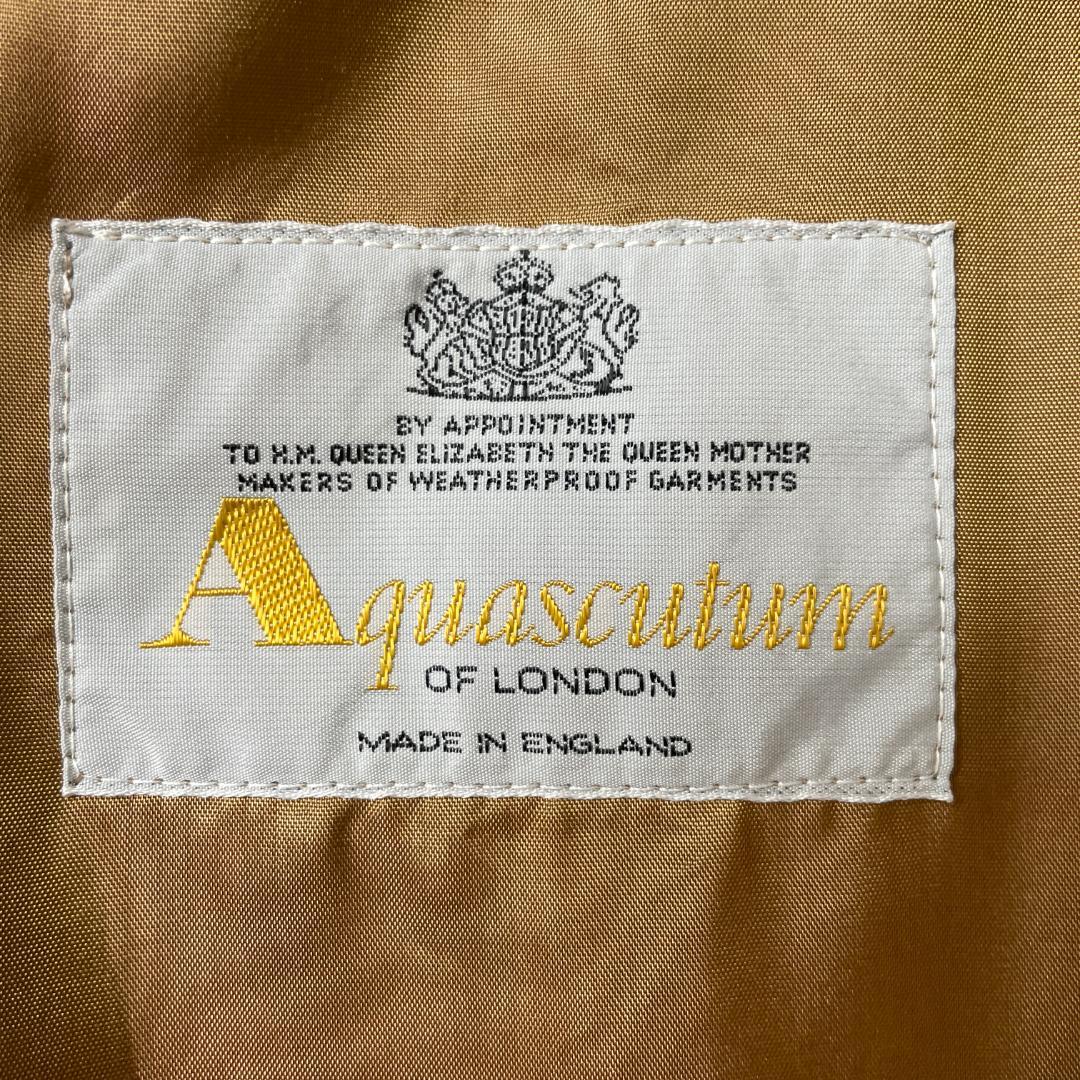 BY APPOINTMENT
TO H.M. QUEEN ELIZABETH THE QUEEN MOTHER
MAKERS OF WEATHERPROOF GARMENTS
Aquascutum
OF LONDON
MADE IN ENGLAND